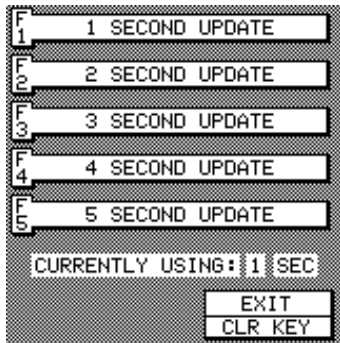 F1 1 SECOND UPDATE
F2 2 SECOND UPDATE
F3 3 SECOND UPDATE
F4 4 SECOND UPDATE
F5 5 SECOND UPDATE
CURRENTLY USING: 1 SEC
EXIT
CLR KEY